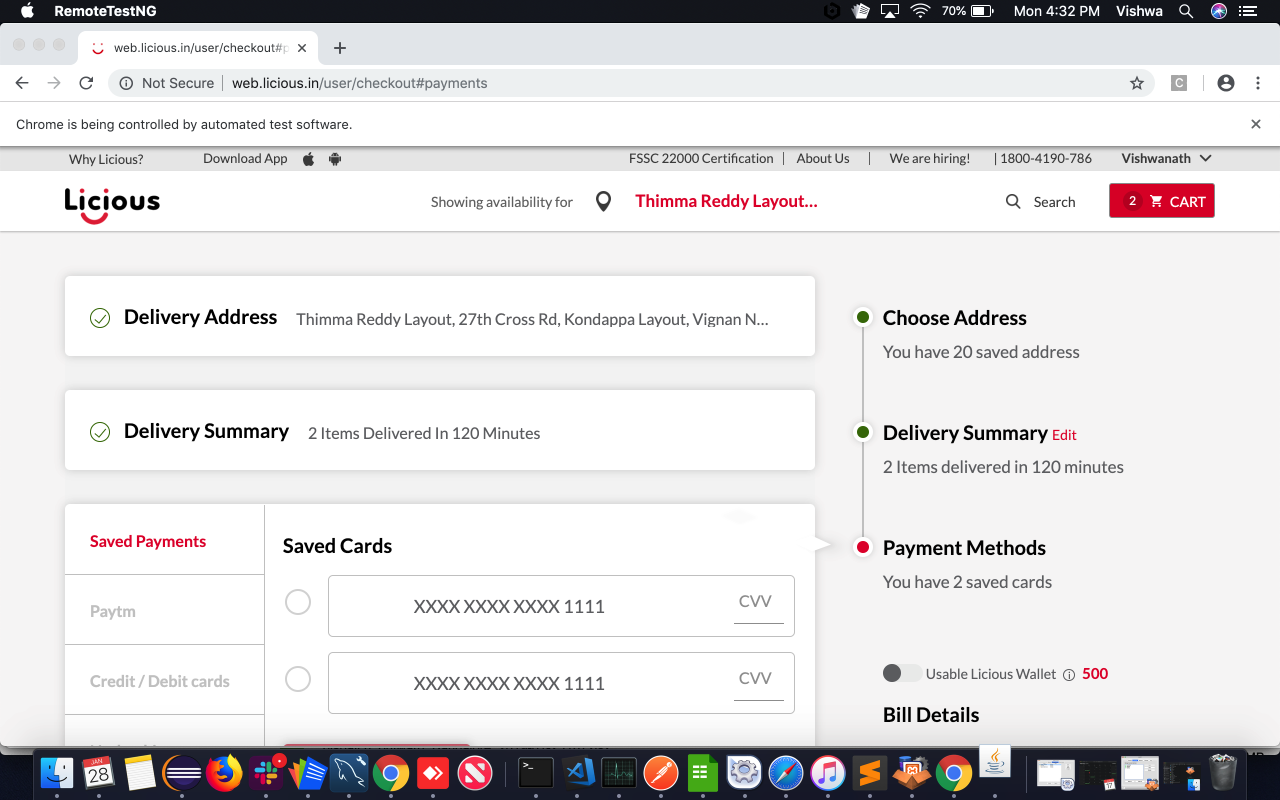 RemoteTestNG 70% Mon 4:32 PM Vishwa
web.licious.in/user/checkout#p
Not Secure web.licious.in/user/checkout#payments
Chrome is being controlled by automated test software.
Why Licious? Download App FSSC 22000 Certification | About Us | We are hiring! | 1800-4190-786 Vishwanath
Licious Showing availability for Thimma Reddy Layout... Search 2 CART
Delivery Address Thimma Reddy Layout, 27th Cross Rd, Kondappa Layout, Vignan N...
Delivery Summary 2 Items Delivered In 120 Minutes
Saved Payments
Paytm
Credit / Debit cards
Saved Cards
XXXX XXXX XXXX 1111 CVV
XXXX XXXX XXXX 1111 CVV
Choose Address
You have 20 saved address
Delivery Summary Edit
2 Items delivered in 120 minutes
Payment Methods
You have 2 saved cards
Usable Licious Wallet 500
Bill Details
JAN
28
17